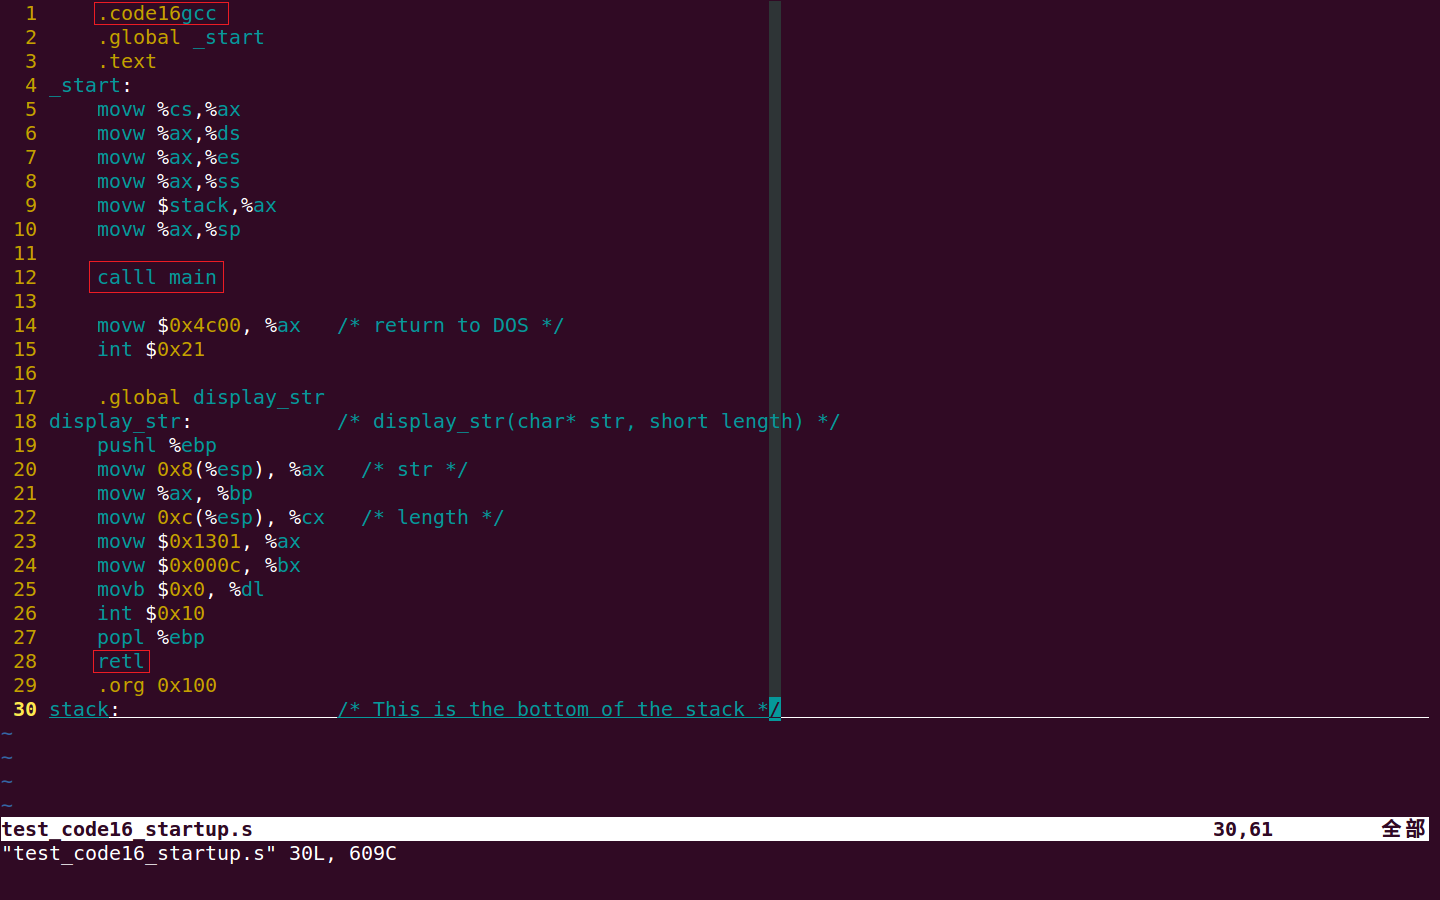 1     .code16gcc
2     .global _start
3     .text
4 _start:
5     movw %cs,%ax
6     movw %ax,%ds
7     movw %ax,%es
8     movw %ax,%ss
9     movw $stack,%ax
10     movw %ax,%sp
11
12     calll main
13
14     movw $0x4c00, %ax   /* return to DOS */
15     int $0x21
16
17     .global display_str
18 display_str:            /* display_str(char* str, short length) */
19     pushl %ebp
20     movw 0x8(%esp), %ax   /* str */
21     movw %ax, %bp
22     movw 0xc(%esp), %cx   /* length */
23     movw $0x1301, %ax
24     movw $0x000c, %bx
25     movb $0x0, %dl
26     int $0x10
27     popl %ebp
28     retl
29     .org 0x100
30 stack:                  /* This is the bottom of the stack */
~
~
~
~
test_code16_startup.s 30,61 全部
"test_code16_startup.s" 30L, 609C